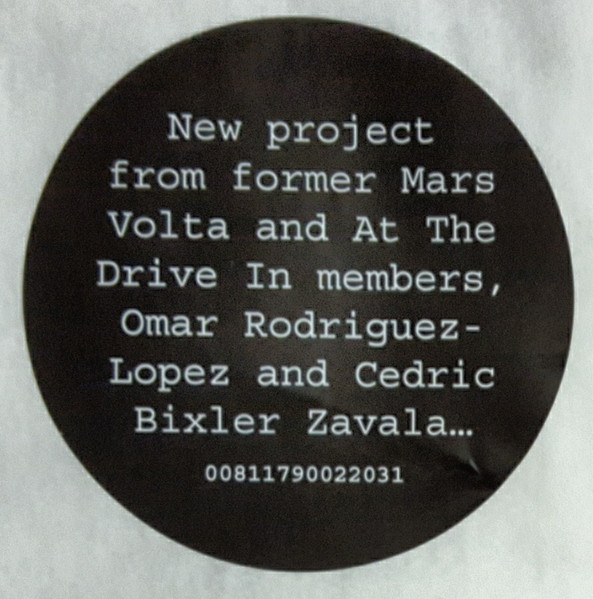 New project
from former Mars
Volta and At The
Drive In members,
Omar Rodriguez-
Lopez and Cedric
Bixler Zavala…
00811790022031